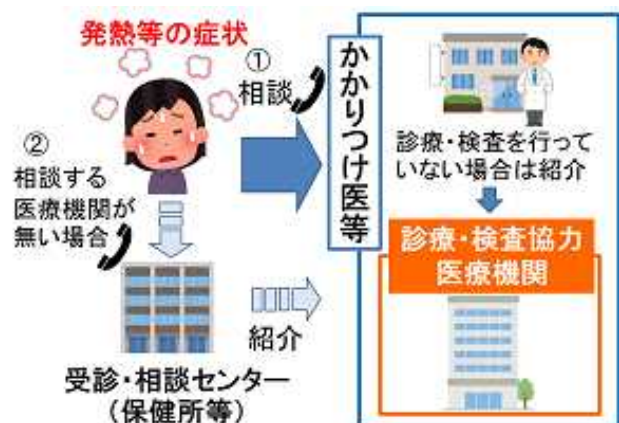 発熱等の症状
①
相談
②
相談する
医療機関が
無い場合
受診・相談センター
(保健所等)
紹介
かかりつけ医等
診療・検査を行って
いない場合は紹介
診療・検査協力
医療機関